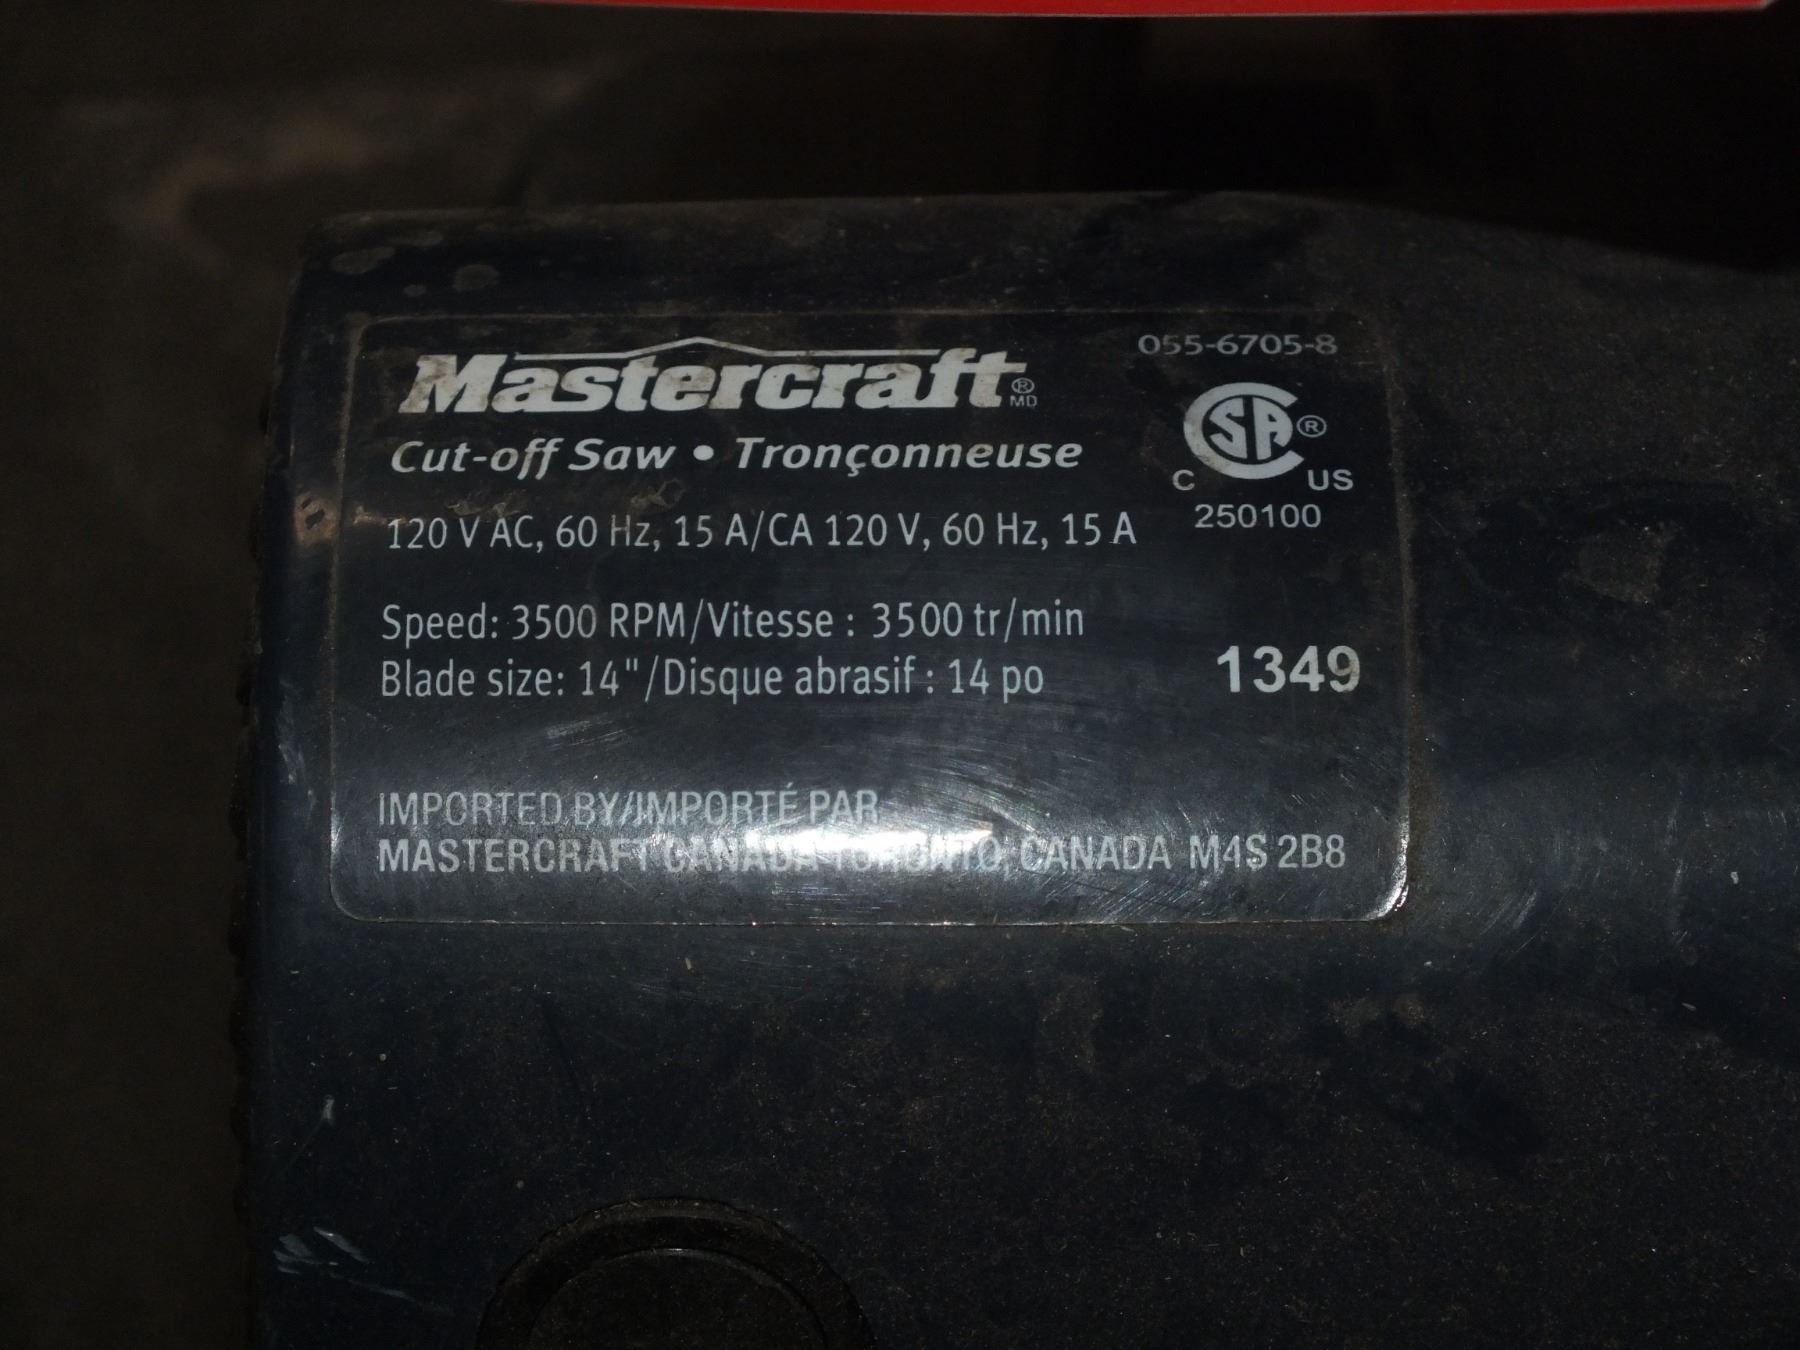 Mastercraft® MD
055-6705-8
Cut-off Saw • Tronçonneuse
CSA®
C US
250100
120 V AC, 60 Hz, 15 A/CA 120 V, 60 Hz, 15 A
Speed: 3500 RPM/Vitesse : 3500 tr/min
Blade size: 14"/Disque abrasif : 14 po
1349
IMPORTED BY/IMPORTÉ PAR
MASTERCRAFT CANADA TORONTO, CANADA M4S 2B8